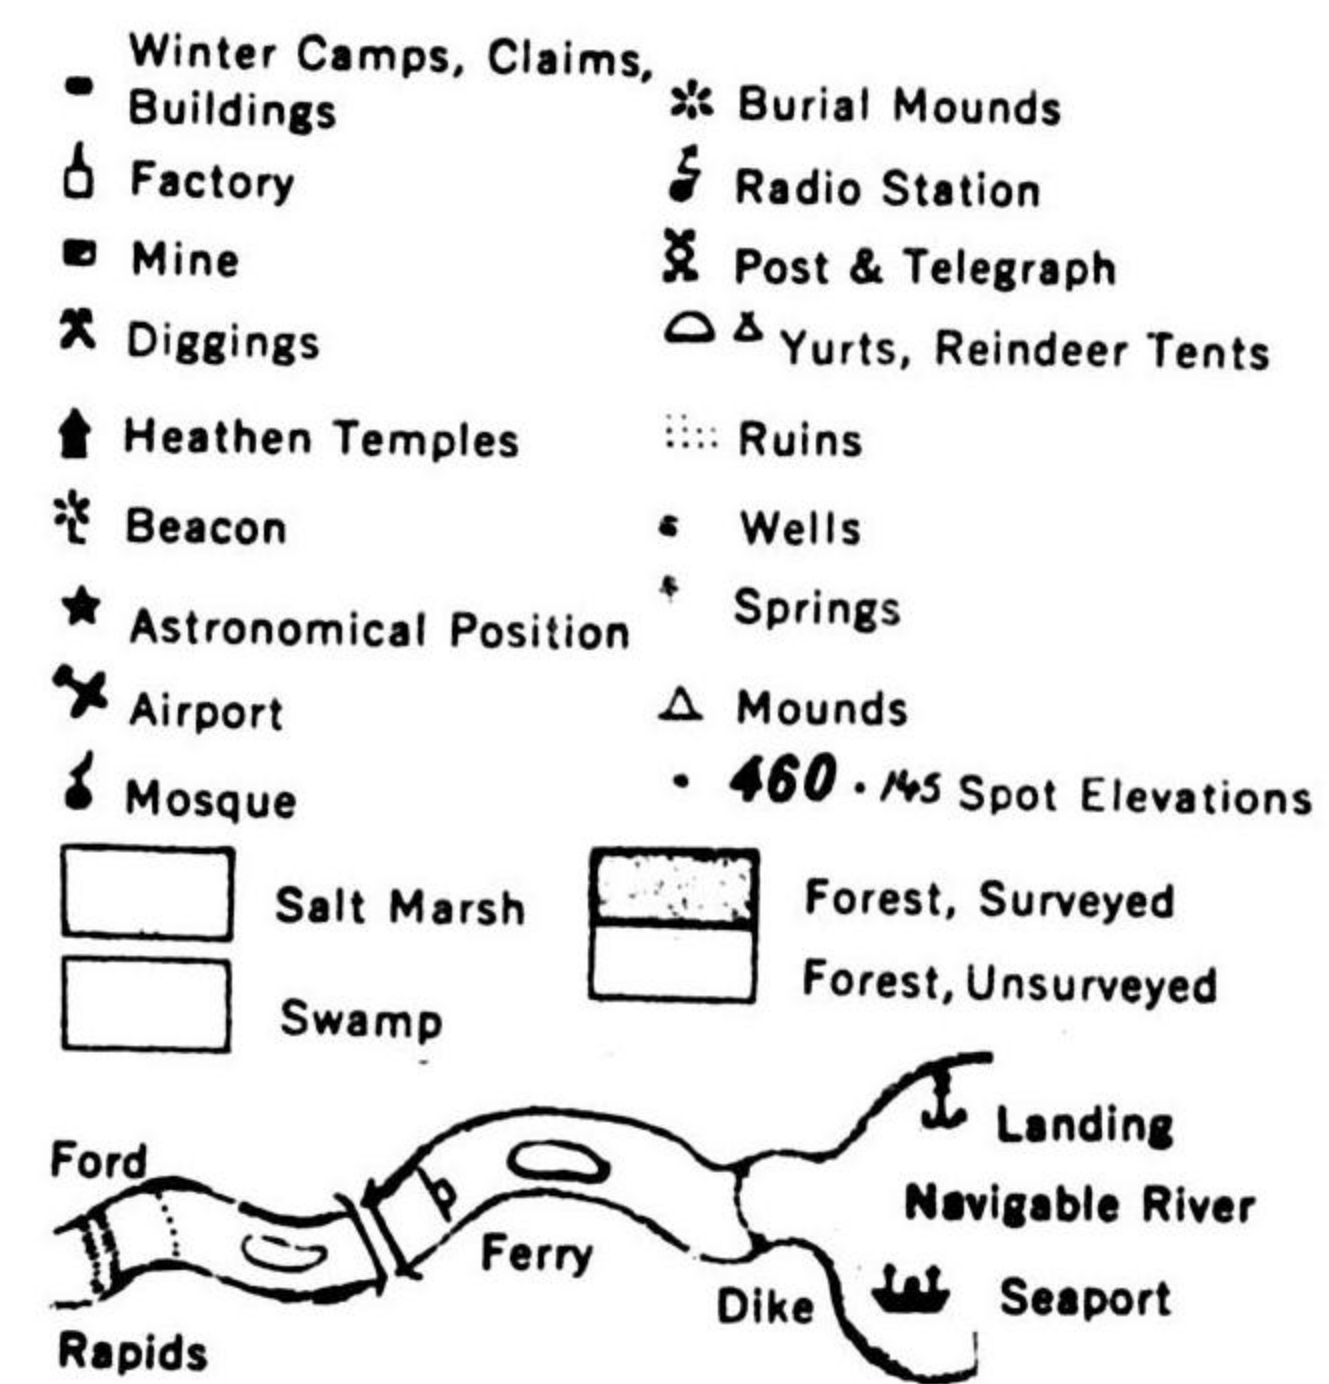 Winter Camps, Claims,
Buildings
Factory
Mine
Diggings
Heathen Temples
Beacon
Astronomical Position
Airport
Mosque
Burial Mounds
Radio Station
Post & Telegraph
Yurts, Reindeer Tents
Ruins
Wells
Springs
Mounds
• 460 · 145 Spot Elevations
Salt Marsh
Swamp
Forest, Surveyed
Forest, Unsurveyed
Ford
Rapids
Ferry
Dike
Landing
Navigable River
Seaport